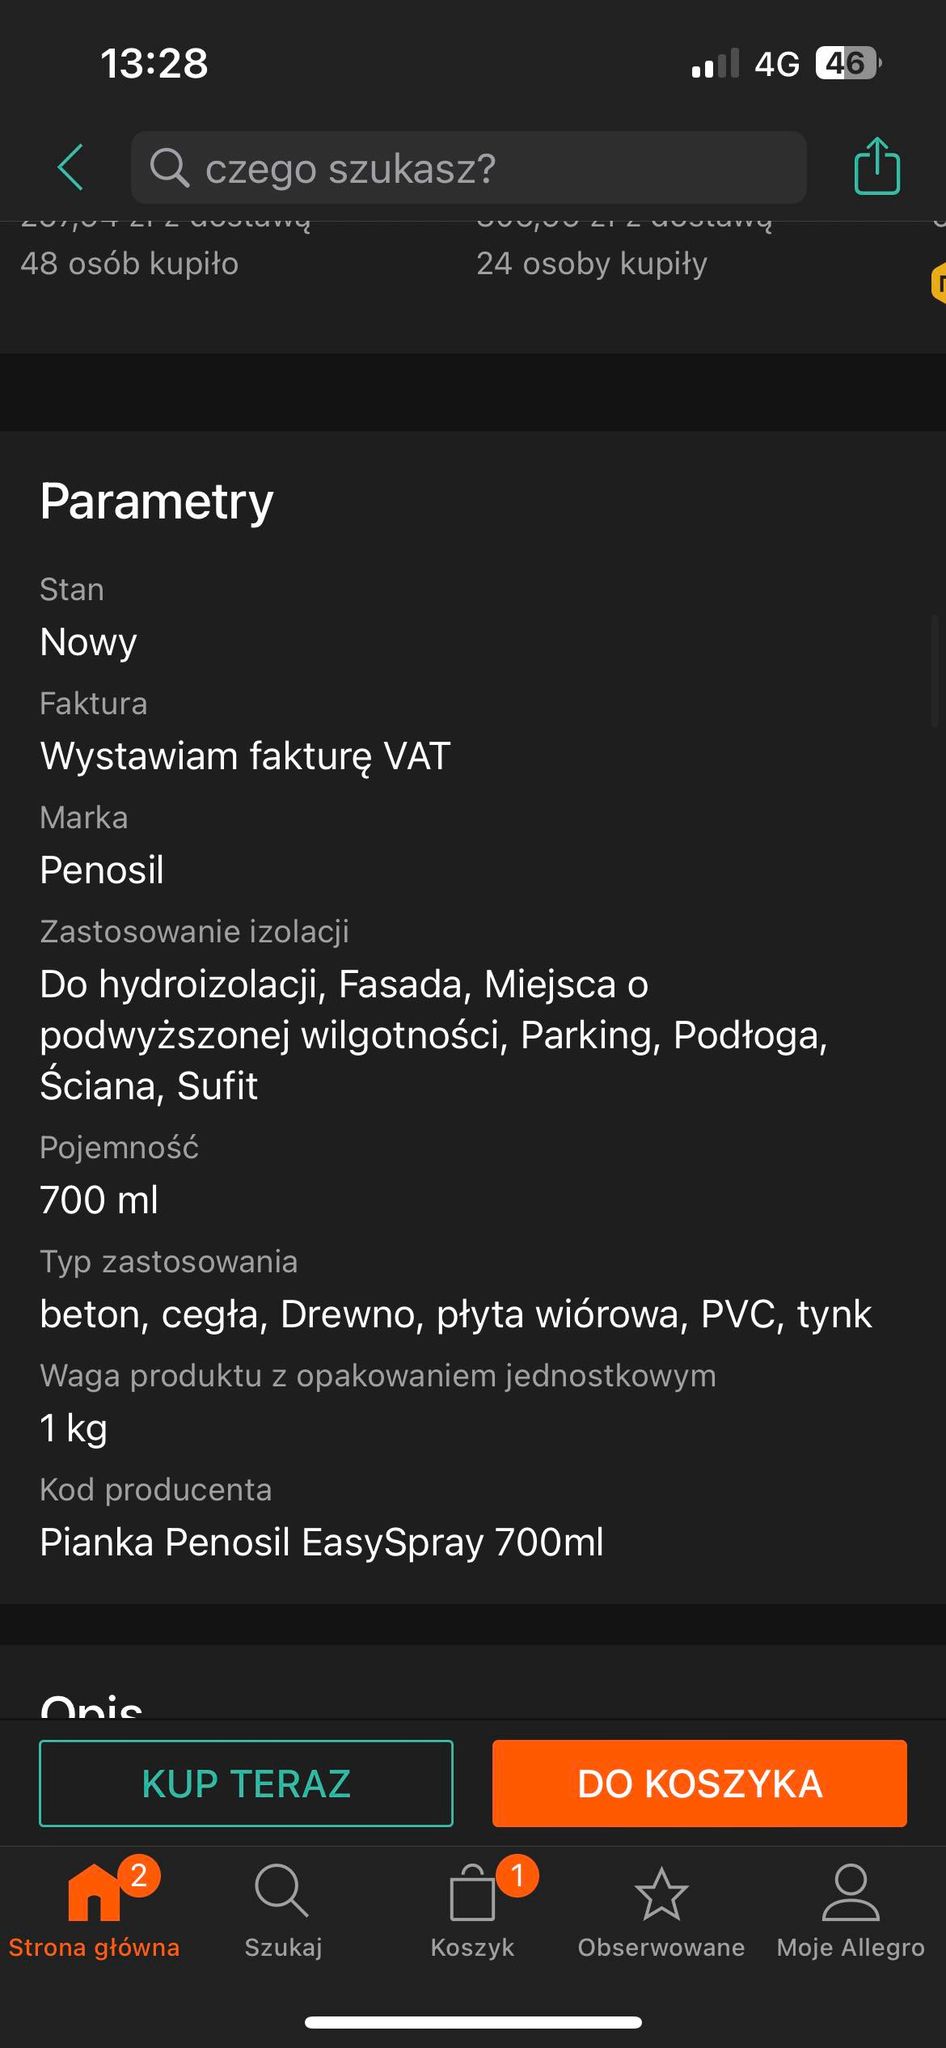 13:28
4G
46
czego szukasz?
zł z dostawą
zł z dostawą
48 osób kupiło
24 osoby kupiły
Parametry
Stan
Nowy
Faktura
Wystawiam fakturę VAT
Marka
Penosil
Zastosowanie izolacji
Do hydroizolacji, Fasada, Miejsca o
podwyższonej wilgotności, Parking, Podłoga,
Ściana, Sufit
Pojemność
700 ml
Typ zastosowania
beton, cegła, Drewno, płyta wiórowa, PVC, tynk
Waga produktu z opakowaniem jednostkowym
1 kg
Kod producenta
Pianka Penosil EasySpray 700ml
Opis
KUP TERAZ
DO KOSZYKA
2
1
Strona główna
Szukaj
Koszyk
Obserwowane
Moje Allegro